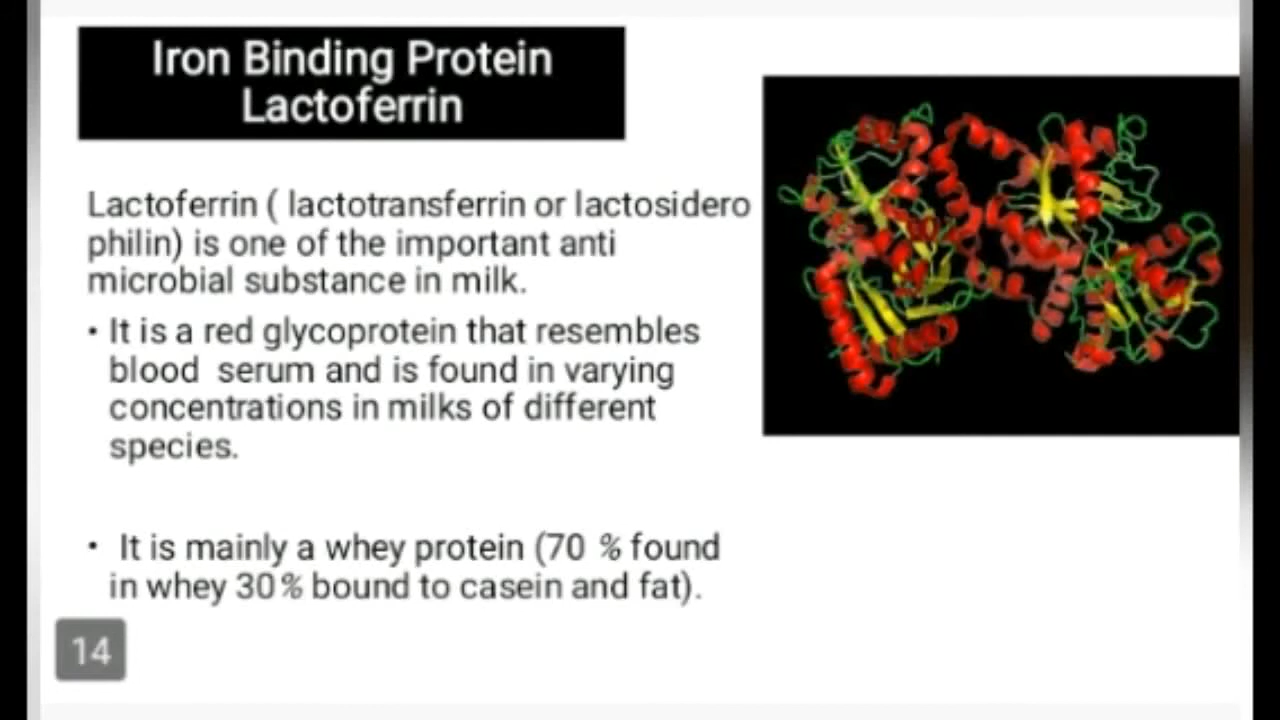 Iron Binding Protein
Lactoferrin
Lactoferrin ( lactotransferrin or lactosidero
philin) is one of the important anti
microbial substance in milk.
• It is a red glycoprotein that resembles
blood serum and is found in varying
concentrations in milks of different
species.
• It is mainly a whey protein (70 % found
in whey 30% bound to casein and fat).
14